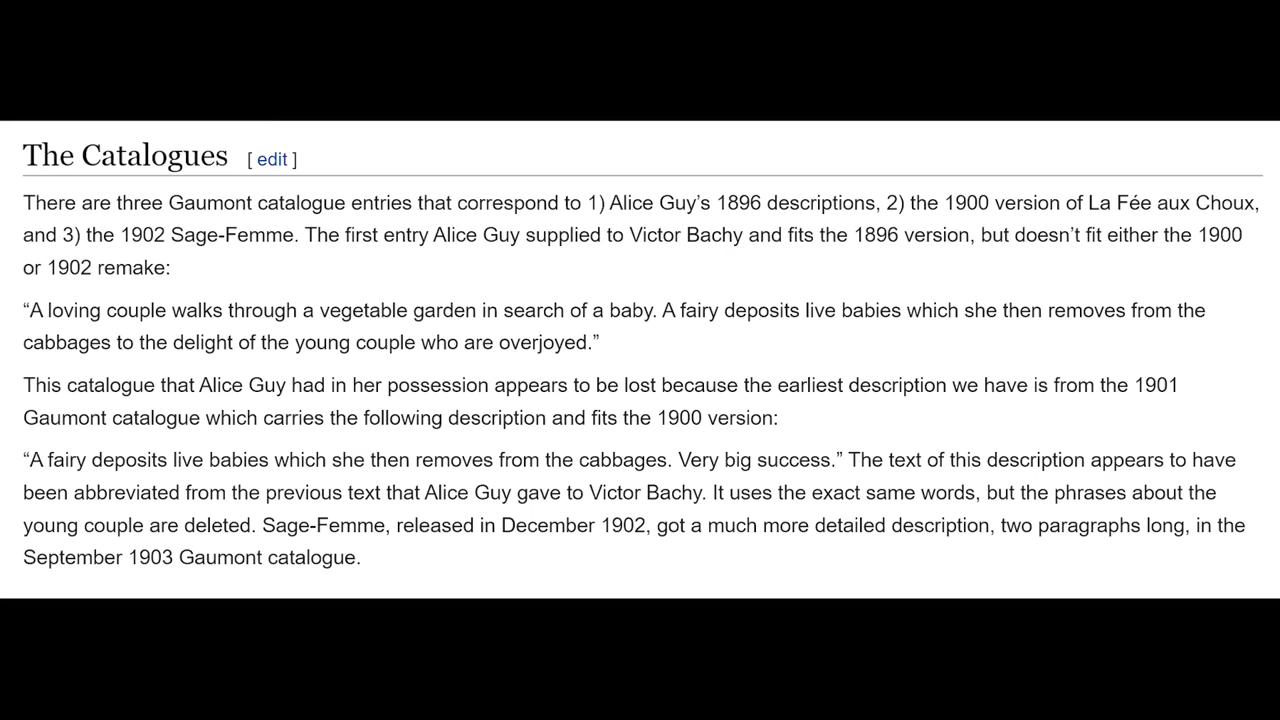 The Catalogues [ edit ]
There are three Gaumont catalogue entries that correspond to 1) Alice Guy’s 1896 descriptions, 2) the 1900 version of La Fée aux Choux,
and 3) the 1902 Sage-Femme. The first entry Alice Guy supplied to Victor Bachy and fits the 1896 version, but doesn’t fit either the 1900
or 1902 remake:
“A loving couple walks through a vegetable garden in search of a baby. A fairy deposits live babies which she then removes from the
cabbages to the delight of the young couple who are overjoyed.”
This catalogue that Alice Guy had in her possession appears to be lost because the earliest description we have is from the 1901
Gaumont catalogue which carries the following description and fits the 1900 version:
“A fairy deposits live babies which she then removes from the cabbages. Very big success.” The text of this description appears to have
been abbreviated from the previous text that Alice Guy gave to Victor Bachy. It uses the exact same words, but the phrases about the
young couple are deleted. Sage-Femme, released in December 1902, got a much more detailed description, two paragraphs long, in the
September 1903 Gaumont catalogue.